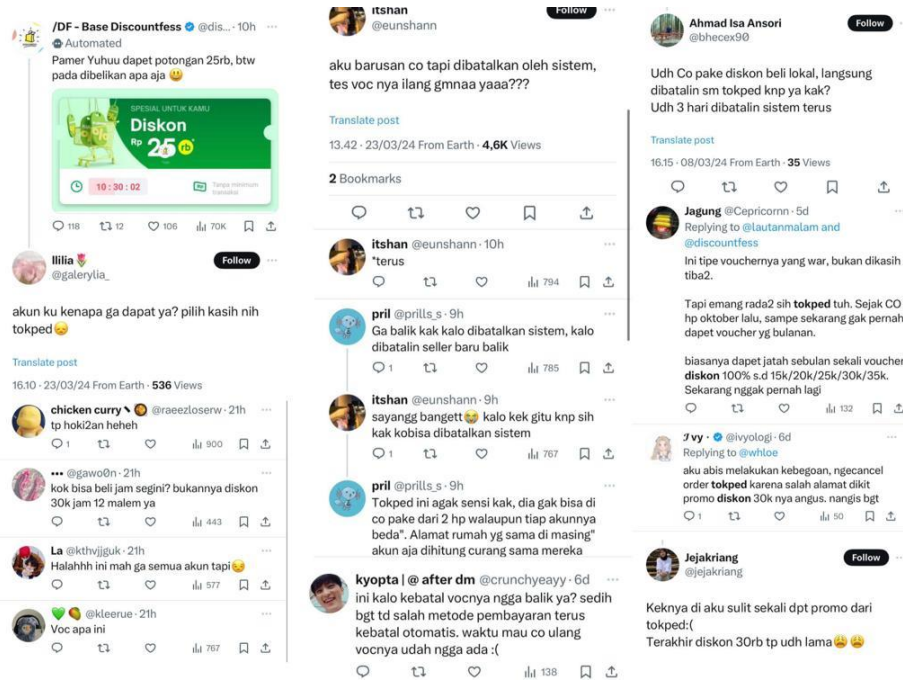 /DF - Base Discountfess @dis... · 10h
Automated
Pamer Yuhuu dapet potongan 25rb, btw
pada dibelikan apa aja 😃
SPESIAL UNTUK KAMU
Diskon
Rp 25 rb
10 : 30 : 02
Tanpa minimum
transaksi
118 12 106 70K
llilia 🌷
@galerylia_
Follow
akun ku kenapa ga dapat ya? pilih kasih nih
tokped😞
Translate post
16.10 · 23/03/24 From Earth · 536 Views
chicken curry @raeezloserw · 21h
tp hoki2an heheh
1 900
••• @gawo0n · 21h
kok bisa beli jam segini? bukannya diskon
30k jam 12 malem ya
443
La @kthvjjguk · 21h
Halahhh ini mah ga semua akun tapi😞
577
💚 @kleerue · 21h
Voc apa ini
767
itshan
@eunshann
Follow
aku barusan co tapi dibatalkan oleh sistem,
tes voc nya ilang gmnaa yaaa???
Translate post
13.42 · 23/03/24 From Earth · 4,6K Views
2 Bookmarks
itshan @eunshann · 10h
*terus
794
pril @prills_s · 9h
Ga balik kak kalo dibatalkan sistem, kalo
dibatalin seller baru balik
1 785
itshan @eunshann · 9h
sayangg bangett😭 kalo kek gitu knp sih
kak kobisa dibatalkan sistem
1 767
pril @prills_s · 9h
Tokped ini agak sensi kak, dia gak bisa di
co pake dari 2 hp walaupun tiap akunnya
beda". Alamat rumah yg sama di masing"
akun aja dihitung curang sama mereka
kyopta | @ after dm @crunchyeayy · 6d
ini kalo kebatal vocnya ngga balik ya? sedih
bgt td salah metode pembayaran terus
kebatal otomatis. waktu mau co ulang
vocnya udah ngga ada :(
138
Ahmad Isa Ansori
@bhecex90
Follow
Udh Co pake diskon beli lokal, langsung
dibatalin sm tokped knp ya kak?
Udh 3 hari dibatalin sistem terus
Translate post
16.15 · 08/03/24 From Earth · 35 Views
Jagung @Cepricornn · 5d
Replying to @lautanmalam and
@discountfess
Ini tipe vouchernya yang war, bukan dikasih
tiba2.
Tapi emang rada2 sih tokped tuh. Sejak CO
hp oktober lalu, sampe sekarang gak pernah
dapet voucher yg bulanan.
biasanya dapet jatah sebulan sekali voucher
diskon 100% s.d 15k/20k/25k/30k/35k.
Sekarang nggak pernah lagi
132
ℐvy · @ivyologi · 6d
Replying to @whloe
aku abis melakukan kebegoan, ngecancel
order tokped karena salah alamat dikit
promo diskon 30k nya angus. nangis bgt
1 50
Jejakriang
@jejakriang
Follow
Keknya di aku sulit sekali dpt promo dari
tokped:(
Terakhir diskon 30rb tp udh lama😩😩